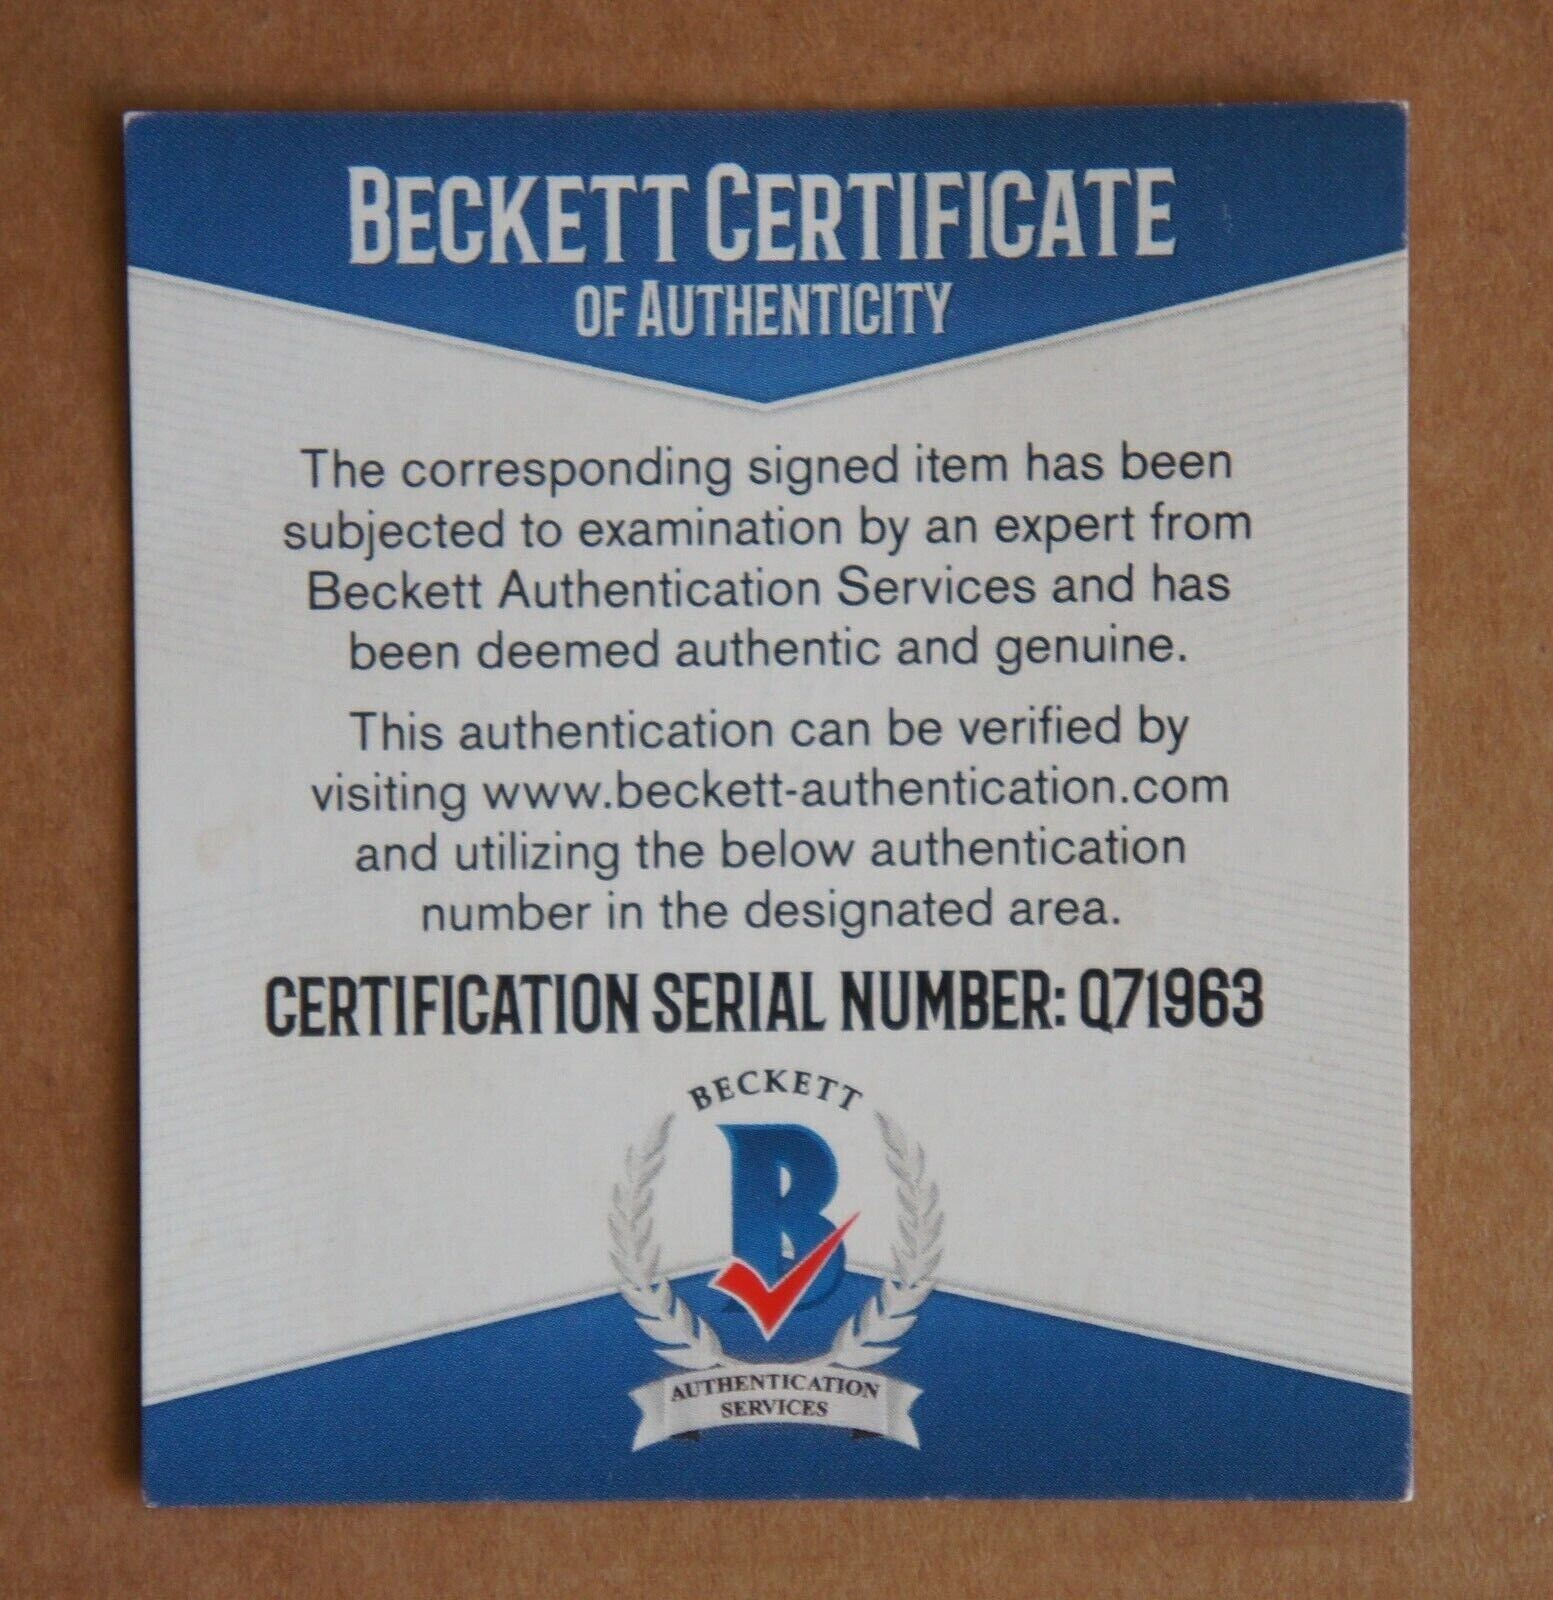 BECKETT CERTIFICATE
OF AUTHENTICITY
The corresponding signed item has been
subjected to examination by an expert from
Beckett Authentication Services and has
been deemed authentic and genuine.
This authentication can be verified by
visiting www.beckett-authentication.com
and utilizing the below authentication
number in the designated area.
CERTIFICATION SERIAL NUMBER: Q71963
BECKETT
B
AUTHENTICATION
SERVICES